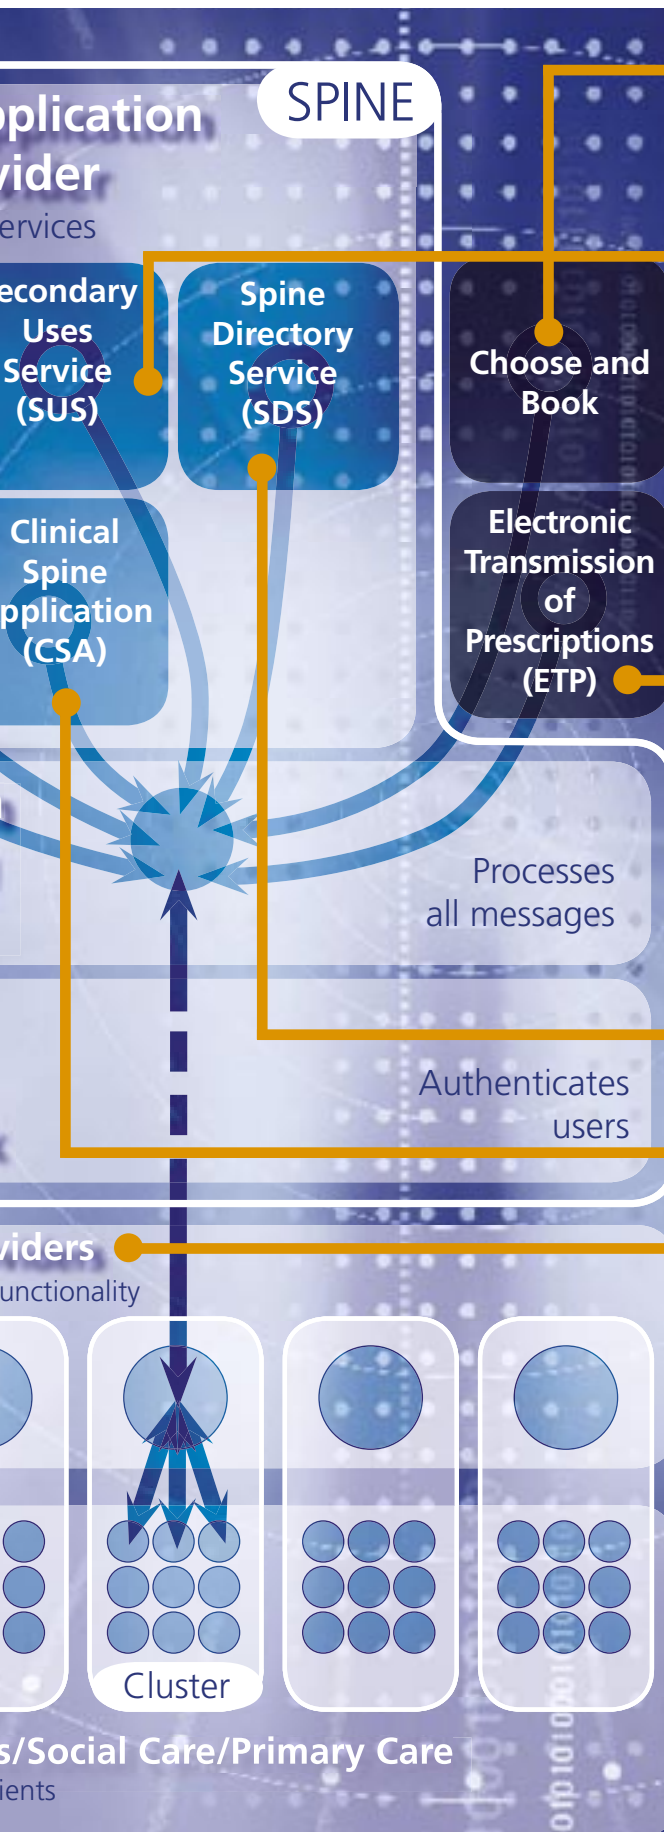 SPINE
pplication
vider
ervices
econdary
Uses
Service
(SUS)
Spine
Directory
Service
(SDS)
Choose and
Book
Clinical
Spine
pplication
(CSA)
Electronic
Transmission
of
Prescriptions
(ETP)
Processes
all messages
Authenticates
users
viders
unctionality
Cluster
s/Social Care/Primary Care
ients